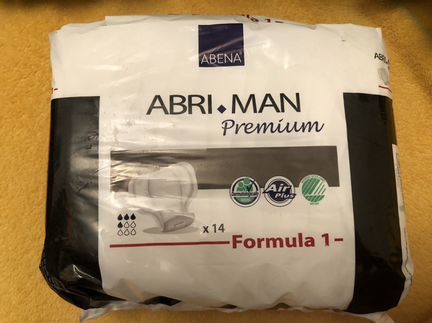 ABENA®
ABRI•MAN
Premium
Air
Plus
x 14
Formula 1